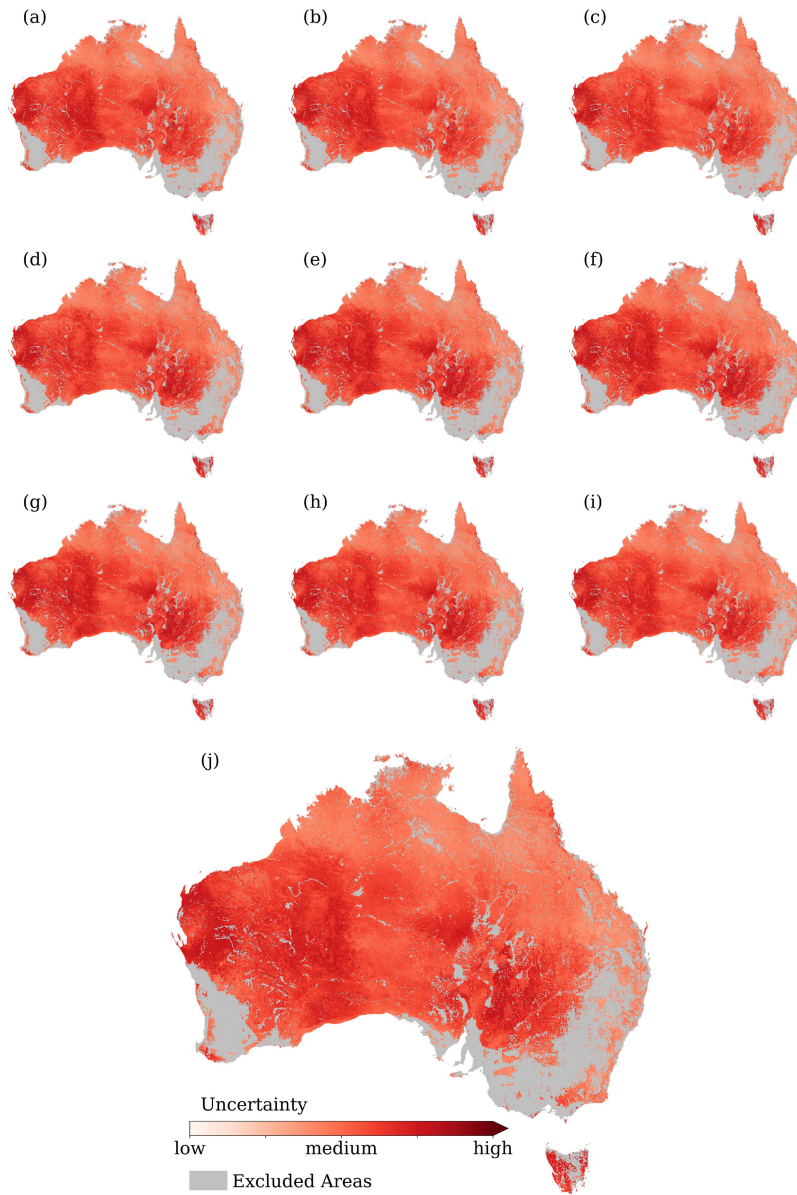 (a) (b) (c)
(d) (e) (f)
(g) (h) (i)
(j)
Uncertainty
low medium high
Excluded Areas